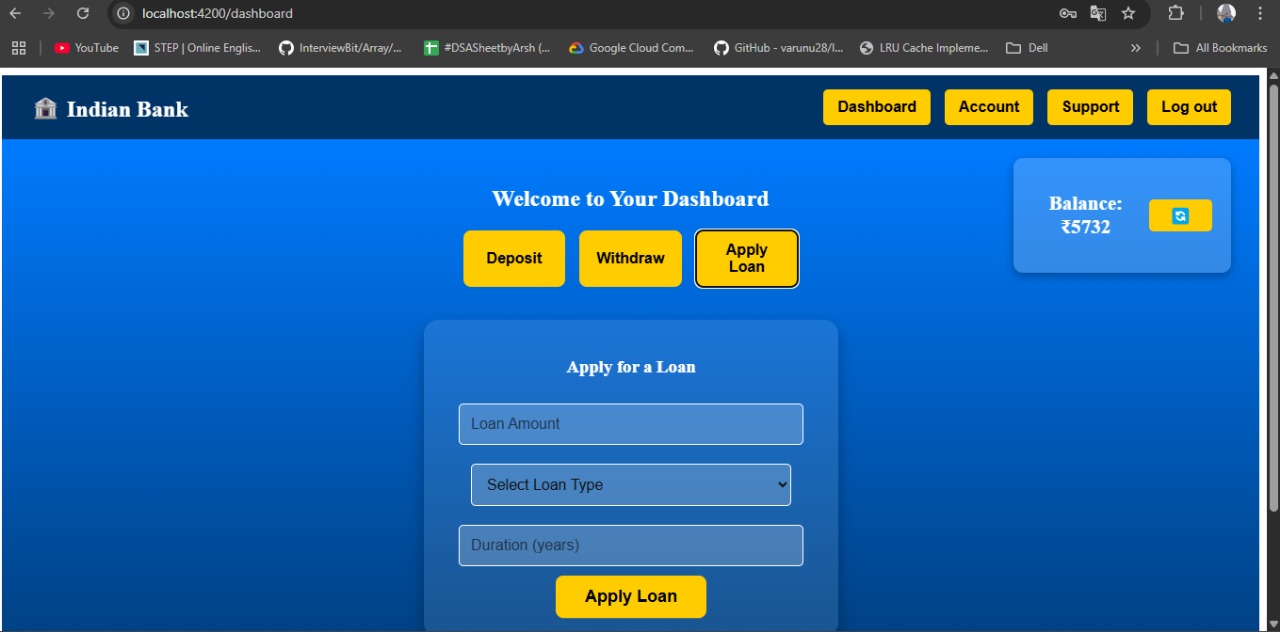 localhost:4200/dashboard
YouTube
STEP | Online Englis...
InterviewBit/Array/...
#DSASheetbyArsh (...
Google Cloud Com...
GitHub - varunu28/I...
LRU Cache Impleme...
Dell
»
All Bookmarks
Indian Bank
Dashboard
Account
Support
Log out
Welcome to Your Dashboard
Balance:
₹5732
Deposit
Withdraw
Apply
Loan
Apply for a Loan
Loan Amount
Select Loan Type
Duration (years)
Apply Loan